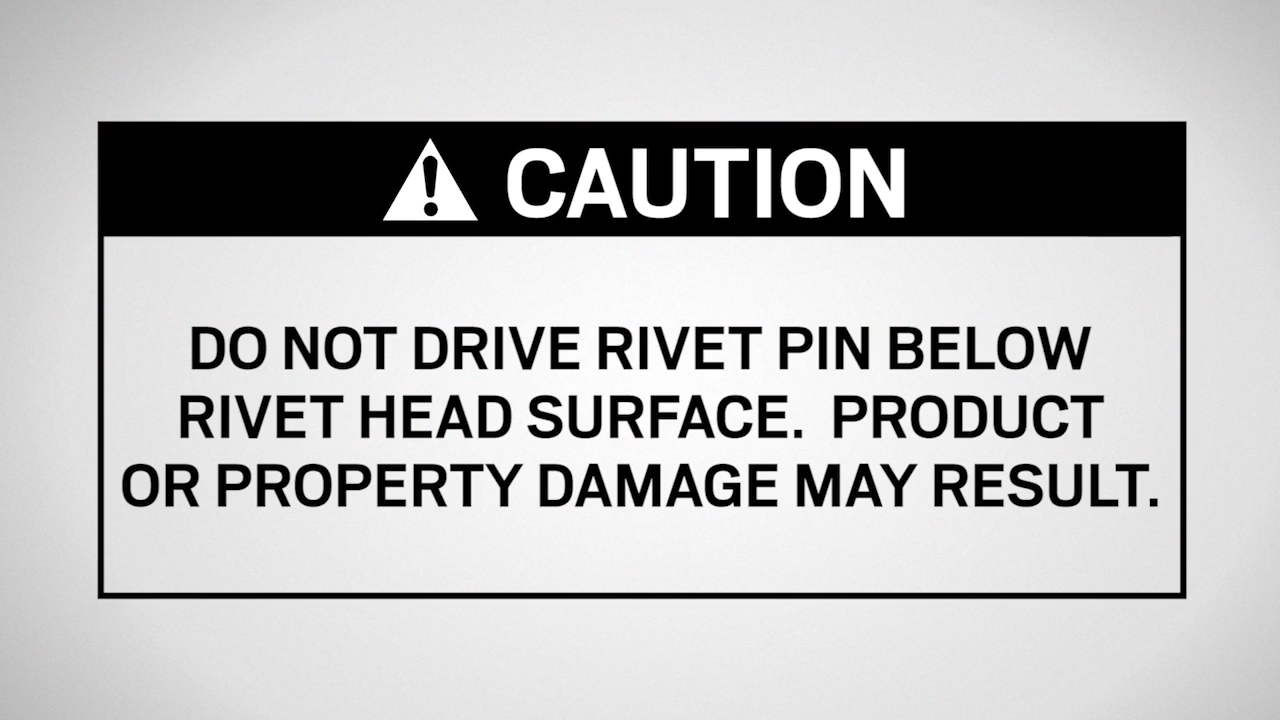 CAUTION
DO NOT DRIVE RIVET PIN BELOW
RIVET HEAD SURFACE.  PRODUCT
OR PROPERTY DAMAGE MAY RESULT.